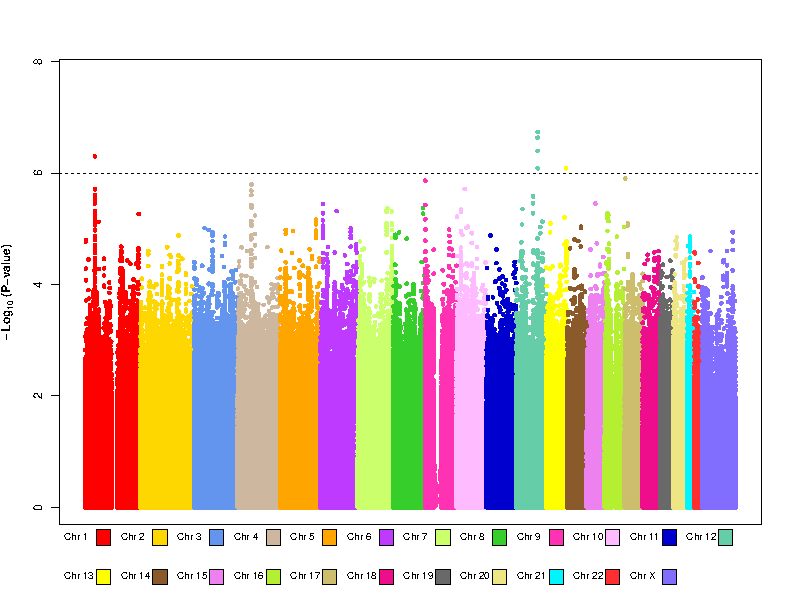 8
6
4
2
0
−Log10 (P−value)
Chr 1 Chr 2 Chr 3 Chr 4 Chr 5 Chr 6 Chr 7 Chr 8 Chr 9 Chr 10 Chr 11 Chr 12
Chr 13 Chr 14 Chr 15 Chr 16 Chr 17 Chr 18 Chr 19 Chr 20 Chr 21 Chr 22 Chr X